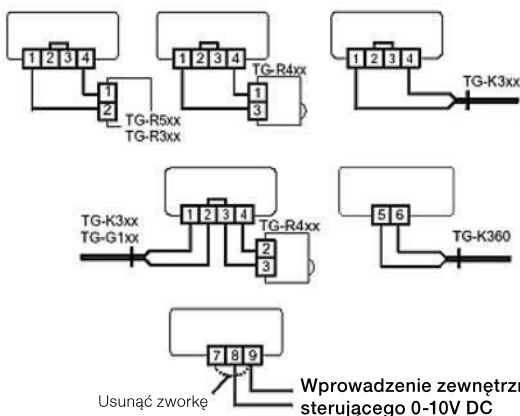 1 2 3 4
1
2
TG-R5xx
TG-R3xx
1 2 3 4
TG-R4xx
1
3
1 2 3 4
TG-K3xx
TG-K3xx
TG-G1xx
1 2 3 4
TG-R4xx
2
3
5 6
TG-K360
7 8 9
Usunąć zworkę
Wprowadzenie
sterującego 0-10V DC